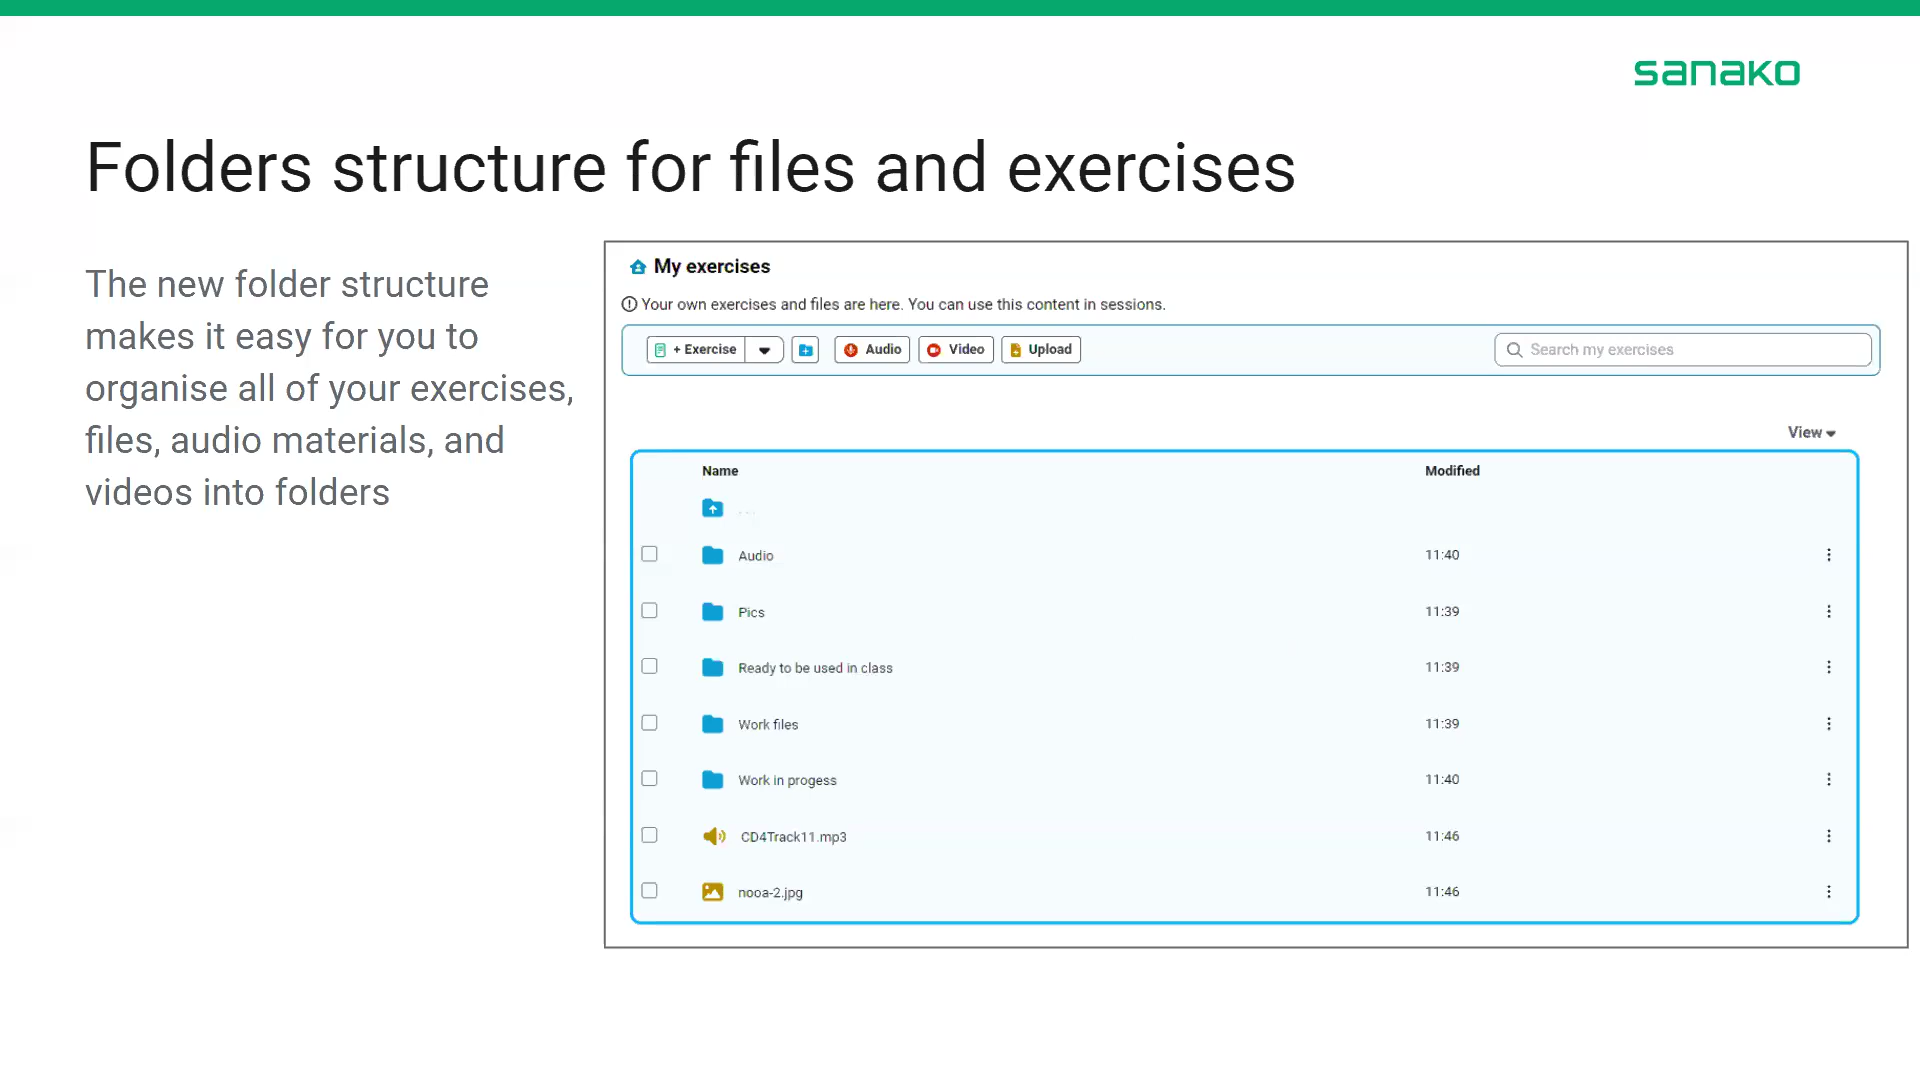 sanako
Folders structure for files and exercises
The new folder structure
makes it easy for you to
organise all of your exercises,
files, audio materials, and
videos into folders
My exercises
Your own exercises and files are here. You can use this content in sessions.
+ Exercise Audio Video Upload Search my exercises
View
Name Modified
...
Audio 11:40
Pics 11:39
Ready to be used in class 11:39
Work files 11:39
Work in progess 11:40
CD4Track11.mp3 11:46
nooa-2.jpg 11:46